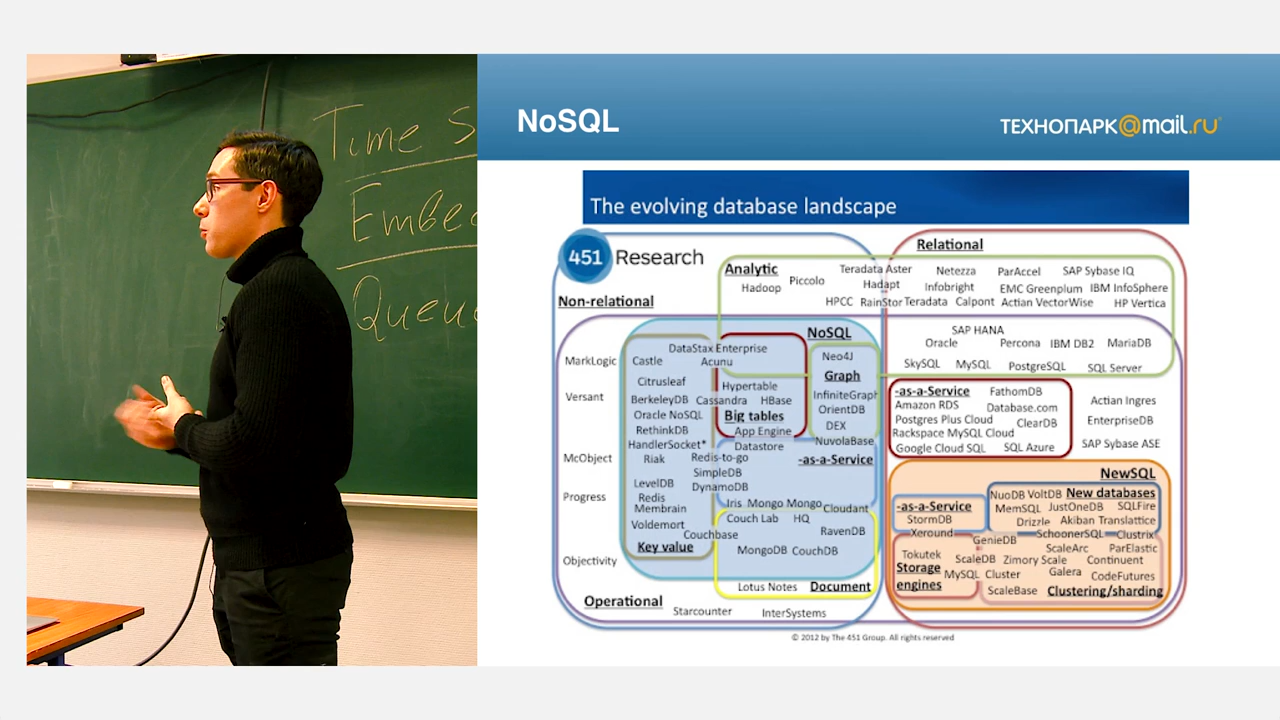 Time S
Embed
Queue
NoSQL
ТЕХНОПАРК@mail.ru
The evolving database landscape
451 Research
Relational
Analytic
Hadoop
Piccolo
Teradata Aster
Hadapt
HPCC
RainStor
Teradata
Netezza
Infobright
Calpont
ParAccel
EMC Greenplum
Actian VectorWise
SAP Sybase IQ
IBM InfoSphere
HP Vertica
Non-relational
SAP HANA
Oracle
Percona
IBM DB2
MariaDB
SkySQL
MySQL
PostgreSQL
SQL Server
MarkLogic
Versant
McObject
Progress
Objectivity
NoSQL
DataStax Enterprise
Castle
Acunu
Citrusleaf
Hypertable
BerkeleyDB
Cassandra
HBase
Oracle NoSQL
Big tables
RethinkDB
App Engine
Datastore
HandlerSocket*
Riak
Redis-to-go
SimpleDB
LevelDB
DynamoDB
Redis
Membrain
Iris
Couch
Mongo
Lab
Mongo
HQ
Cloudant
Voldemort
Couchbase
RavenDB
Key value
MongoDB
CouchDB
Lotus Notes
Document
Neo4J
Graph
InfiniteGraph
OrientDB
DEX
NuvolaBase
-as-a-Service
Operational
Starcounter
InterSystems
-as-a-Service
FathomDB
Amazon RDS
Database.com
Postgres Plus Cloud
ClearDB
Rackspace MySQL Cloud
Google Cloud SQL
SQL Azure
Actian Ingres
EnterpriseDB
SAP Sybase ASE
NewSQL
-as-a-Service
StormDB
Xeround
NuoDB
VoltDB
New databases
MemSQL
JustOneDB
SQLFire
Drizzle
Akiban
Translattice
GenieDB
SchoonerSQL
Clustrix
Tokutek
Storage
engines
ScaleDB
Zimory Scale
ScaleArc
ParElastic
Continuent
MySQL Cluster
Galera
CodeFutures
ScaleBase
Clustering/sharding
© 2012 by The 451 Group. All rights reserved